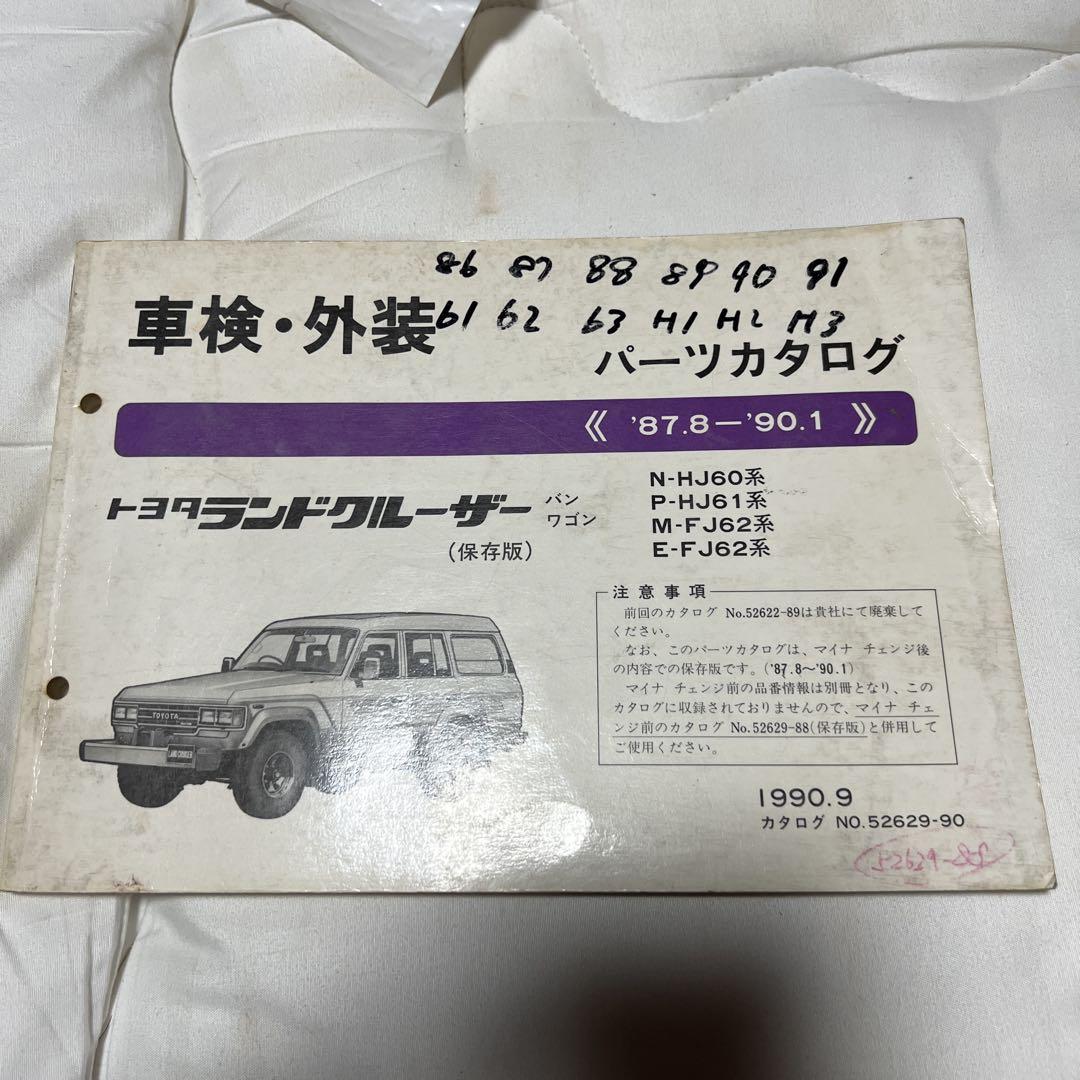 86 87 88 89 90 91
61 62 63 H1 H2 H3
車検・外装
パーツカタログ
《 '87.8−'90.1 》
トヨタランドクルーザー バン ワゴン
(保存版)
N-HJ60系
P-HJ61系
M-FJ62系
E-FJ62系
注意事項
前回のカタログ No.52622-89は貴社にて廃棄して
ください。
なお、このパーツカタログは、マイナ チェンジ後
の内容での保存版です。('87.8〜'90.1)
マイナ チェンジ前の品番情報は別冊となり、この
カタログに収録されておりませんので、マイナ チェ
ンジ前のカタログ No.52629-88(保存版)と併用して
ご使用ください。
TOYOTA
LAND CRUISER
1990.9
カタログ NO.52629-90